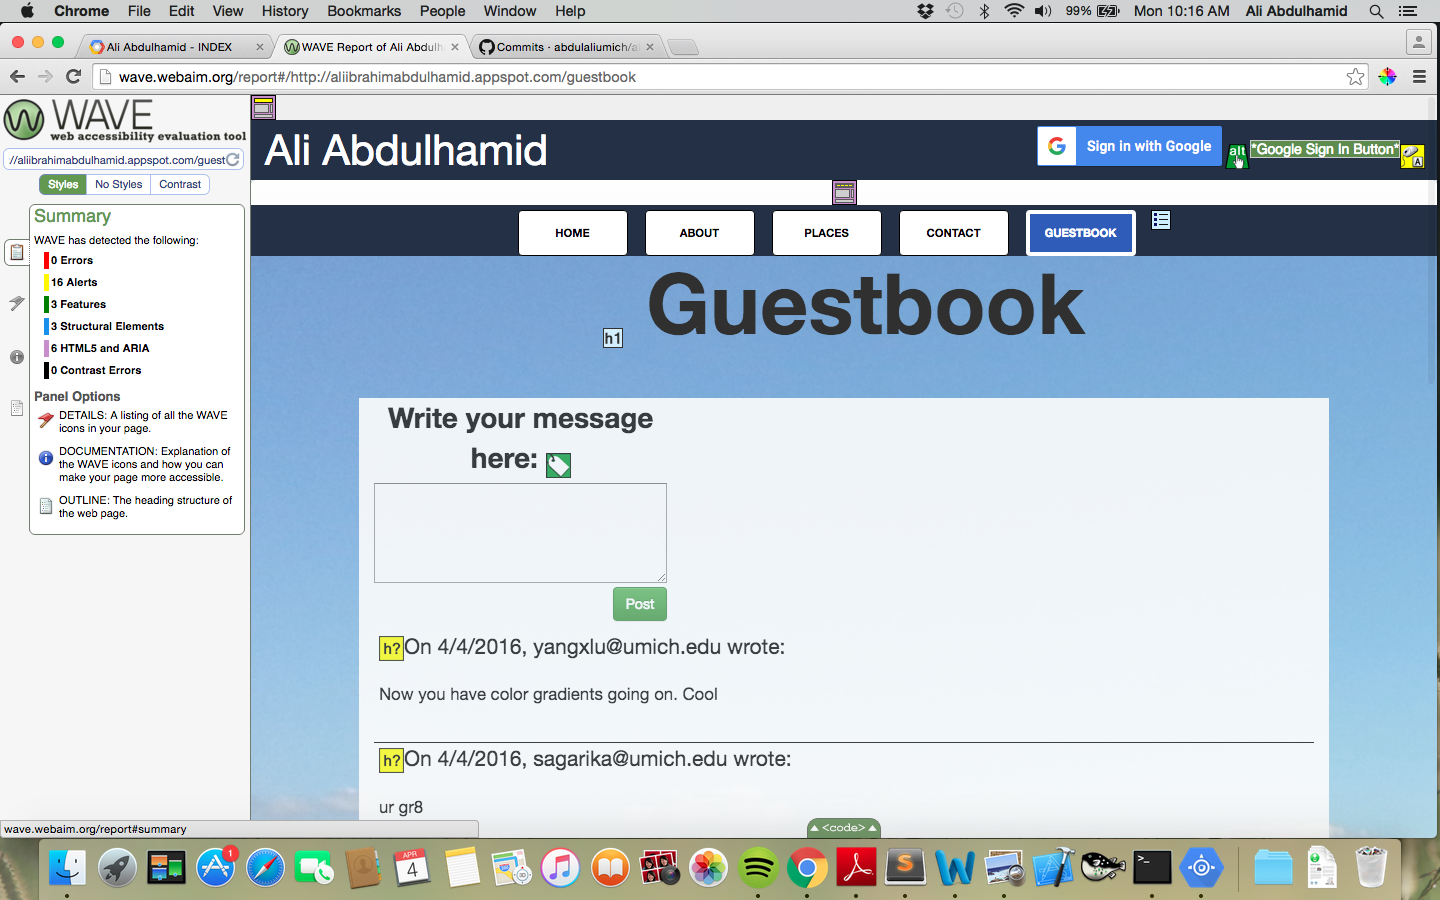 Chrome File Edit View History Bookmarks People Window Help 99% Mon 10:16 AM Ali Abdulhamid
Ali Abdulhamid - INDEX
WAVE Report of Ali Abdulh
Commits · abdulaliumich/a
wave.webaim.org/report#/http://aliibrahimabdulhamid.appspot.com/guestbook
WAVE
web accessibility evaluation tool
//aliibrahimabdulhamid.appspot.com/guest
Styles No Styles Contrast
Summary
WAVE has detected the following:
0 Errors
16 Alerts
3 Features
3 Structural Elements
6 HTML5 and ARIA
0 Contrast Errors
Panel Options
DETAILS: A listing of all the WAVE
icons in your page.
DOCUMENTATION: Explanation of
the WAVE icons and how you can
make your page more accessible.
OUTLINE: The heading structure of
the web page.
wave.webaim.org/report#summary
Ali Abdulhamid
G Sign in with Google
alt *Google Sign In Button* A
HOME ABOUT PLACES CONTACT GUESTBOOK
h1 Guestbook
Write your message
here:
Post
h? On 4/4/2016, yangxlu@umich.edu wrote:
Now you have color gradients going on. Cool
h? On 4/4/2016, sagarika@umich.edu wrote:
ur gr8
<code>
1
APR
4
S
W
>_